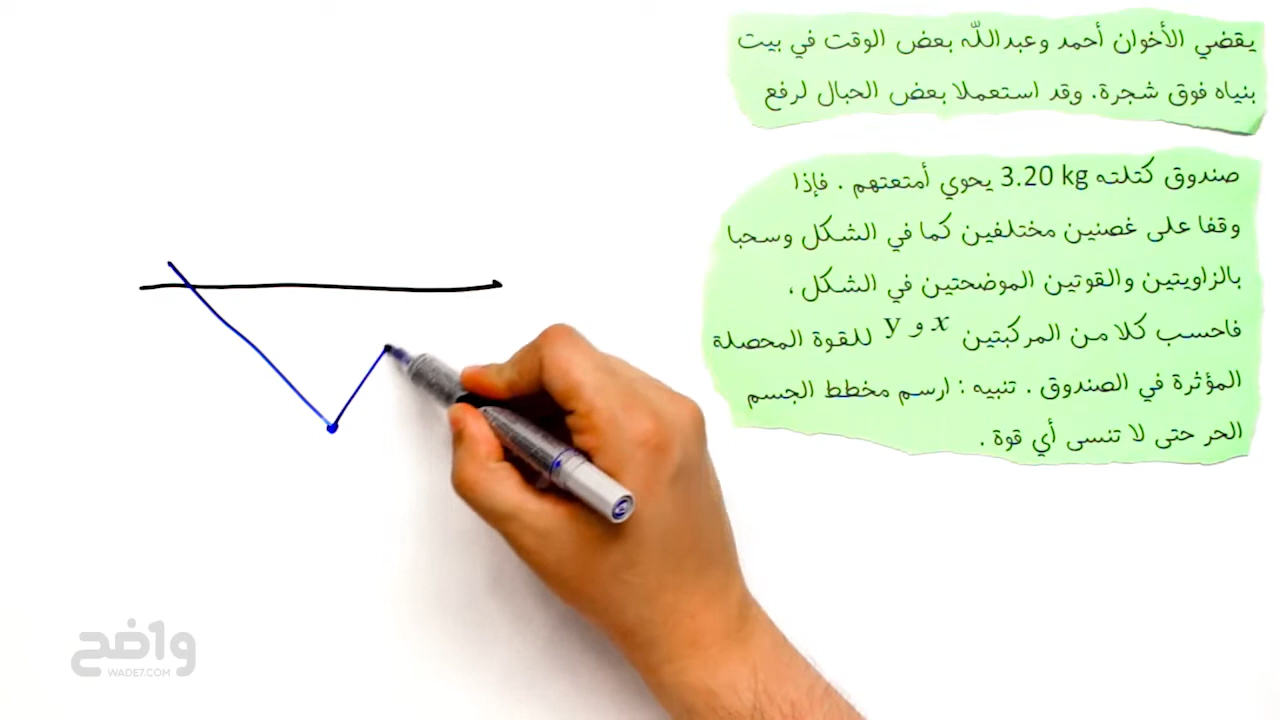 يقضي الأخوان أحمد وعبدالله بعض الوقت في بيت
بنياه فوق شجرة. وقد استعملا بعض الحبال لرفع
صندوق كتلته 3.20 kg يحوي أمتعتهم . فإذا
وقفا على غصنين مختلفين كما في الشكل وسحبا
بالزاويتين والقوتين الموضحتين في الشكل ،
فاحسب كلا من المركبتين x و y للقوة المحصلة
المؤثرة في الصندوق . تنبيه : ارسم مخطط الجسم
الحر حتى لا تنسى أي قوة .
واضح
WADE7.COM